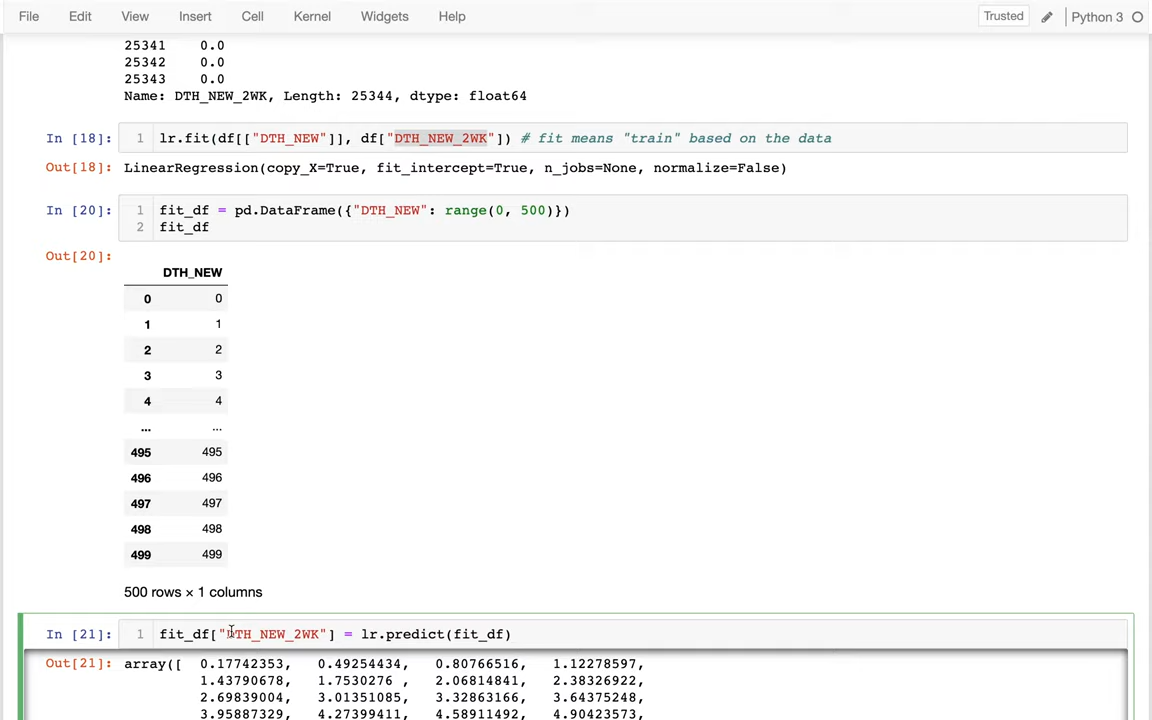 File Edit View Insert Cell Kernel Widgets Help Trusted Python 3
25341 0.0
25342 0.0
25343 0.0
Name: DTH_NEW_2WK, Length: 25344, dtype: float64
In [18]: 1 lr.fit(df[["DTH_NEW"]], df["DTH_NEW_2WK"]) # fit means "train" based on the data
Out[18]: LinearRegression(copy_X=True, fit_intercept=True, n_jobs=None, normalize=False)
In [20]: 1 fit_df = pd.DataFrame({"DTH_NEW": range(0, 500)})
2 fit_df
Out[20]:
DTH_NEW
0 0
1 1
2 2
3 3
4 4
... ...
495 495
496 496
497 497
498 498
499 499
500 rows × 1 columns
In [21]: 1 fit_df["DTH_NEW_2WK"] = lr.predict(fit_df)
Out[21]: array([ 0.17742353, 0.49254434, 0.80766516, 1.12278597,
1.43790678, 1.7530276 , 2.06814841, 2.38326922,
2.69839004, 3.01351085, 3.32863166, 3.64375248,
3.95887329, 4.27399411, 4.58911492, 4.90423573,